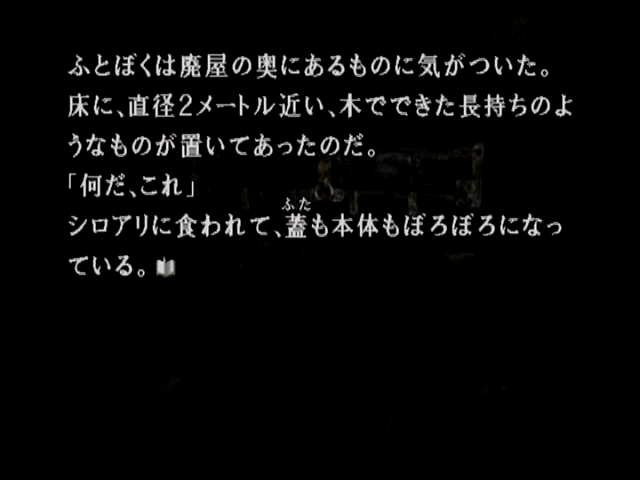 ふとぼくは廃屋の奥にあるものに気がついた。
床に、直径２メートル近い、木でできた長持ちのよ
うなものが置いてあったのだ。
「何だ、これ」
ふた
シロアリに食われて、蓋も本体もぼろぼろになっ
ている。